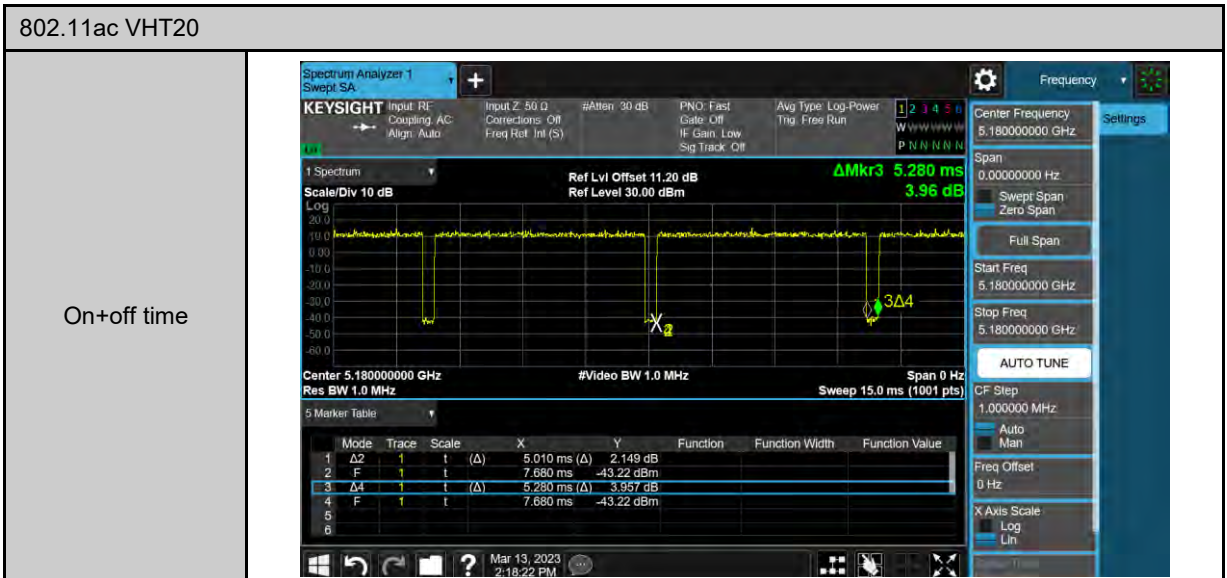 802.11ac VHT20
On+off time
Spectrum Analyzer 1
Swept SA
+
Frequency
KEYSIGHT
Input: RF
Coupling: AC
Align: Auto
Input Z: 50 Ω
Corrections: Off
Freq Ref: Int (S)
#Atten: 30 dB
PNO: Fast
Gate: Off
IF Gain: Low
Sig Track: Off
Avg Type: Log-Power
Trig: Free Run
1 2 3 4 5 6
W W W W W W
P N N N N N
1 Spectrum
Scale/Div 10 dB
Ref Lvl Offset 11.20 dB
Ref Level 30.00 dBm
ΔMkr3 5.280 ms
3.96 dB
Log
20.0
10.0
0.00
-10.0
-20.0
-30.0
-40.0
-50.0
-60.0
3Δ4
Center 5.180000000 GHz
Res BW 1.0 MHz
#Video BW 1.0 MHz
Span 0 Hz
Sweep 15.0 ms (1001 pts)
5 Marker Table
Mode Trace Scale X Y Function Function Width Function Value
1 Δ2 1 t (Δ) 5.010 ms (Δ) 2.149 dB
2 F 1 t 7.680 ms -43.22 dBm
3 Δ4 1 t (Δ) 5.280 ms (Δ) 3.957 dB
4 F 1 t 7.680 ms -43.22 dBm
5
6
?
Mar 13, 2023
2:18:22 PM
Center Frequency
5.180000000 GHz
Settings
Span
0.00000000 Hz
Swept Span
Zero Span
Full Span
Start Freq
5.180000000 GHz
Stop Freq
5.180000000 GHz
AUTO TUNE
CF Step
1.000000 MHz
Auto
Man
Freq Offset
0 Hz
X Axis Scale
Log
Lin